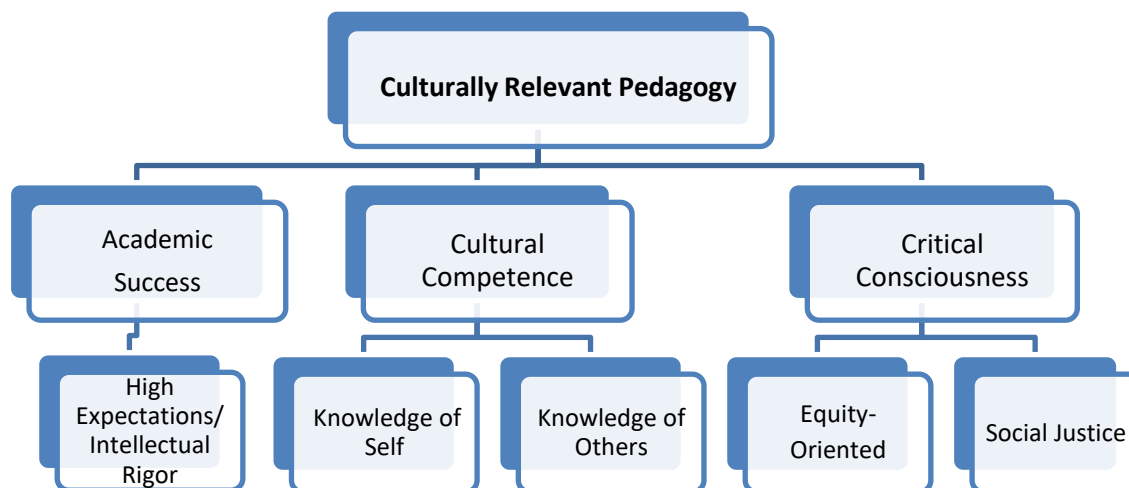 Culturally Relevant Pedagogy
Academic
Success
Cultural
Competence
Critical
Consciousness
High
Expectations/
Intellectual
Rigor
Knowledge of
Self
Knowledge of
Others
Equity-
Oriented
Social Justice